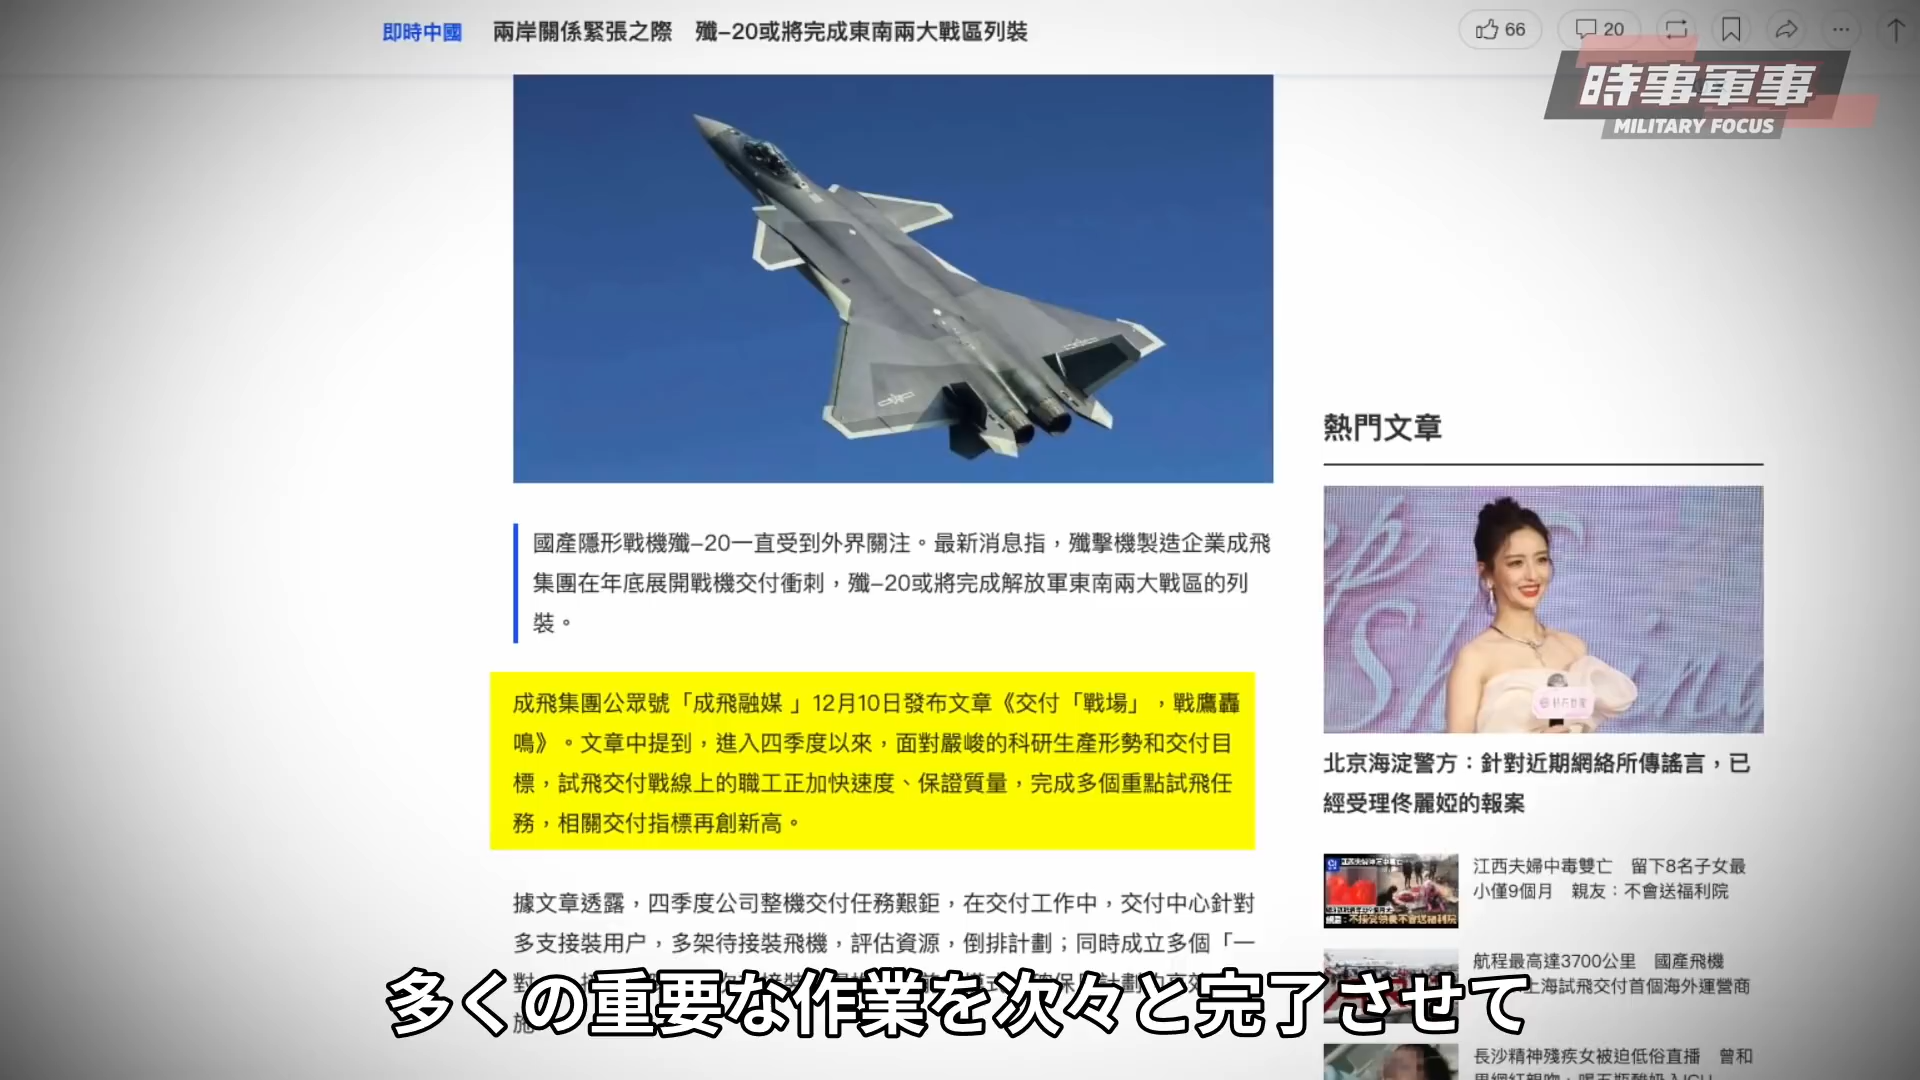 即時中國 兩岸關係緊張之際 殲-20或將完成東南兩大戰區列裝
66 20
時事軍事
MILITARY FOCUS
國產隱形戰機殲-20一直受到外界關注。最新消息指，殲擊機製造企業成飛
集團在年底展開戰機交付衝刺，殲-20或將完成解放軍東南兩大戰區的列
裝。
成飛集團公眾號「成飛融媒 」12月10日發布文章《交付「戰場」，戰鷹轟
鳴》。文章中提到，進入四季度以來，面對嚴峻的科研生產形勢和交付目
標，試飛交付戰線上的職工正加快速度、保證質量，完成多個重點試飛任
務，相關交付指標再創新高。
據文章透露，四季度公司整機交付任務艱鉅，在交付工作中，交付中心針對
多支接裝用户，多架待接裝飛機，評估資源，倒排計劃；同時成立多個「一
多くの重要な作業を次々と完了させて
熱門文章
北京海淀警方：針對近期網絡所傳謠言，已
經受理佟麗婭的報案
江西夫婦中毒雙亡 留下8名子女最
小僅9個月 親友：不會送福利院
航程最高達3700公里 國產飛機
上海試飛交付首個海外運營商
長沙精神殘疾女被迫低俗直播 曾和